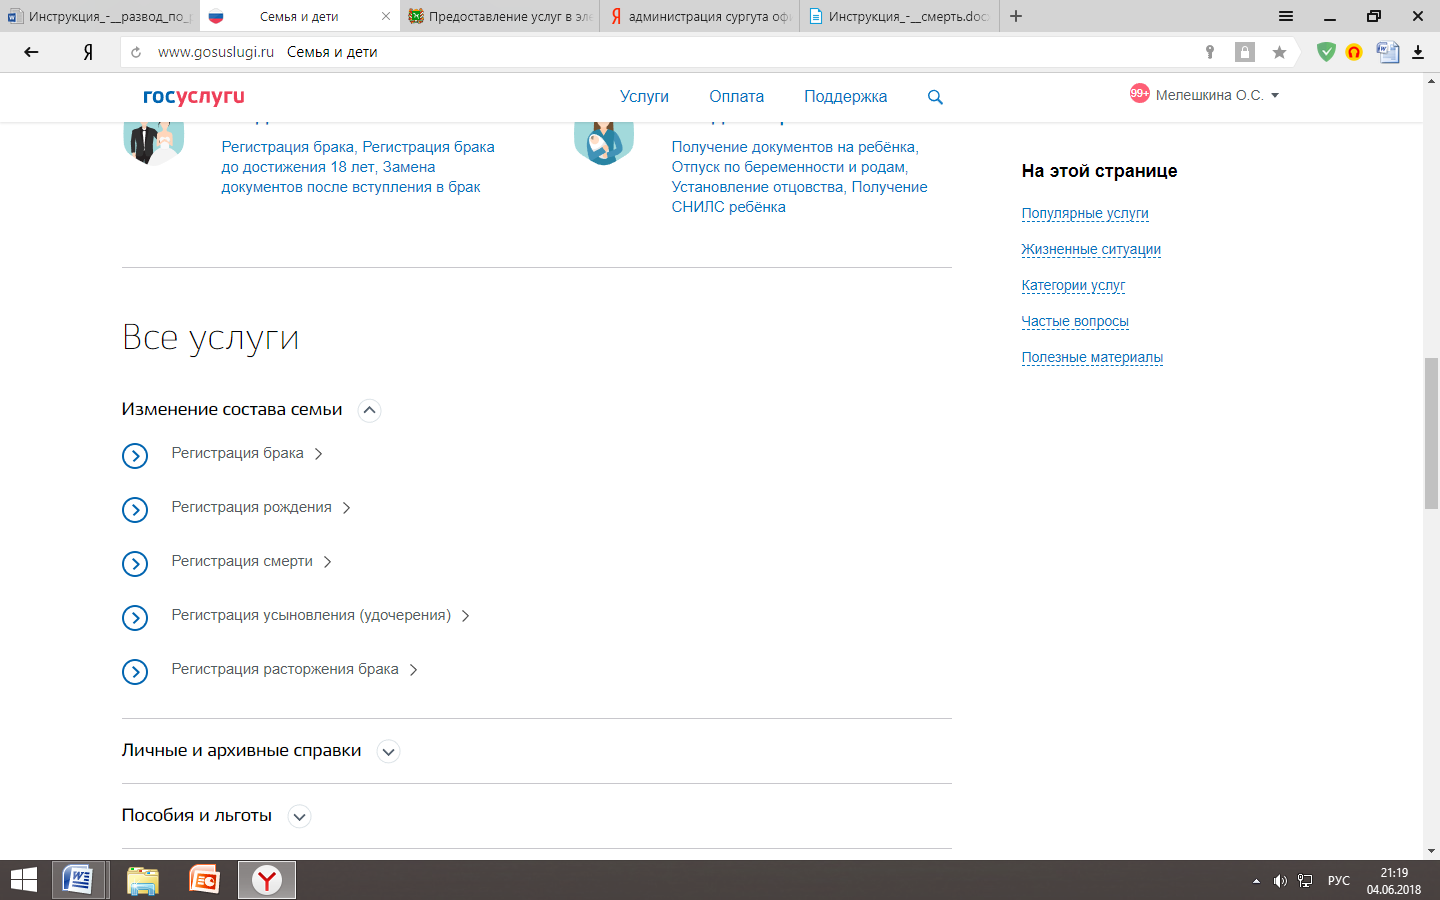 Инструкция_-__развод_по_
Семья и дети
Предоставление услуг в эле
администрация сургута оф
Инструкция_-__смерть.doc
www.gosuslugi.ru Семья и дети
госуслуги
Услуги
Оплата
Поддержка
99+ Мелешкина О.С.
Регистрация брака, Регистрация брака
до достижения 18 лет, Замена
документов после вступления в брак
Получение документов на ребёнка,
Отпуск по беременности и родам,
Установление отцовства, Получение
СНИЛС ребёнка
На этой странице
Популярные услуги
Жизненные ситуации
Категории услуг
Частые вопросы
Полезные материалы
Все услуги
Изменение состава семьи
Регистрация брака
Регистрация рождения
Регистрация смерти
Регистрация усыновления (удочерения)
Регистрация расторжения брака
Личные и архивные справки
Пособия и льготы
РУС
21:19
04.06.2018